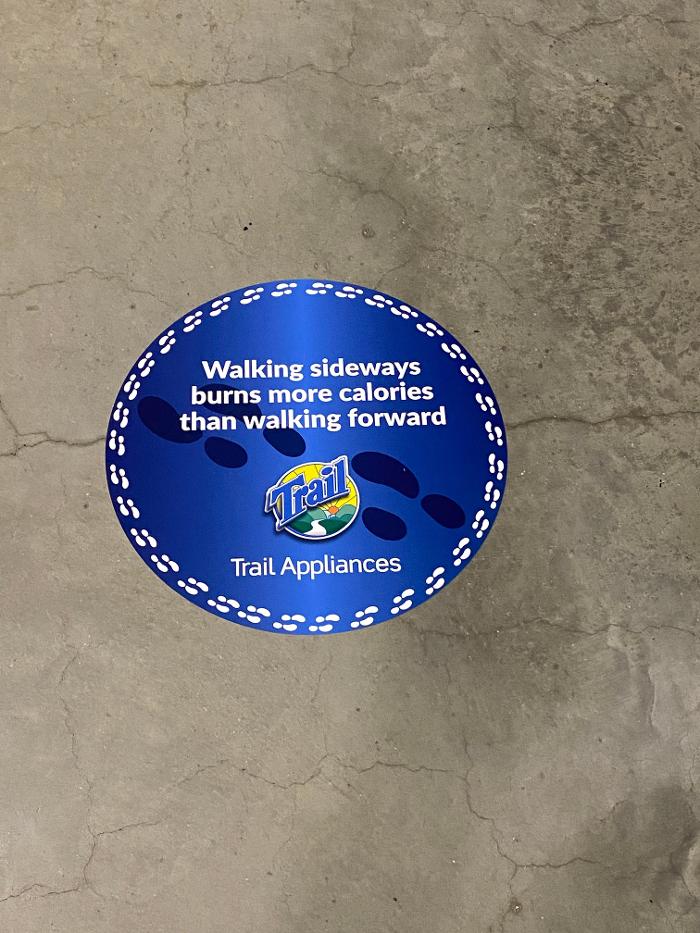 Walking sideways
burns more calories
than walking forward
Trail
Trail Appliances